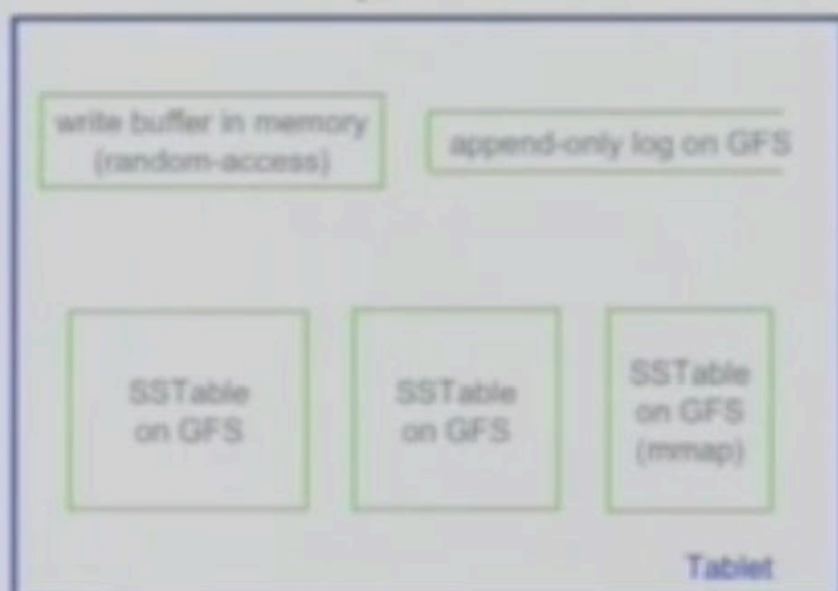 write buffer in memory
(random-access)
append-only log on GFS
SSTable
on GFS
SSTable
on GFS
SSTable
on GFS
(mmap)
Tablet